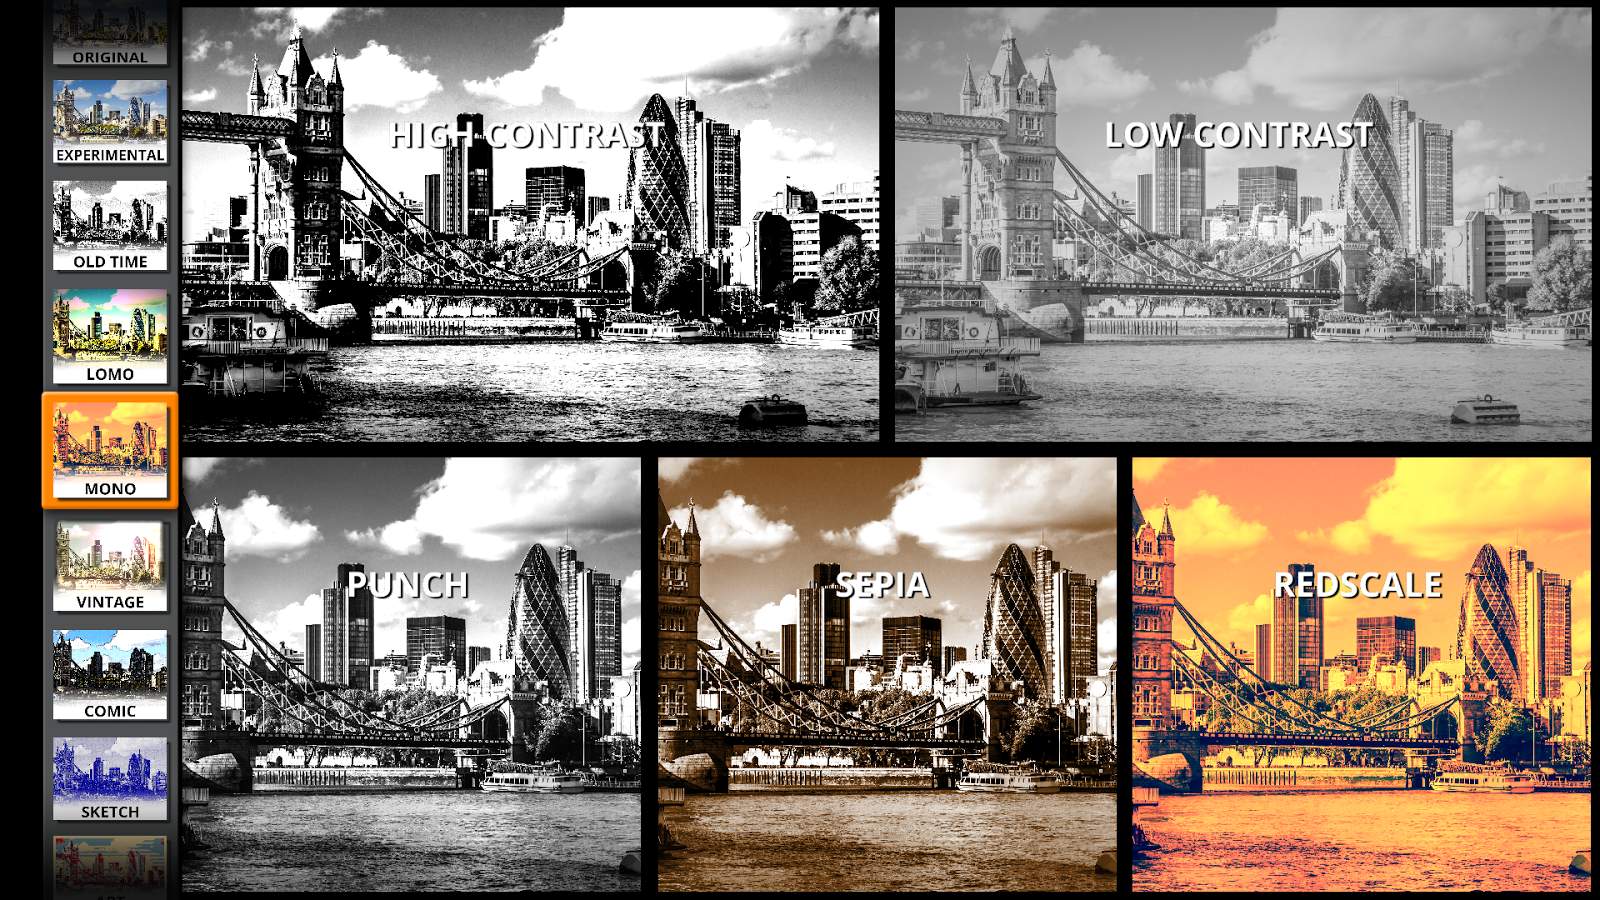 ORIGINAL
EXPERIMENTAL
OLD TIME
LOMO
MONO
VINTAGE
COMIC
SKETCH
HIGH CONTRAST
LOW CONTRAST
PUNCH
SEPIA
REDSCALE